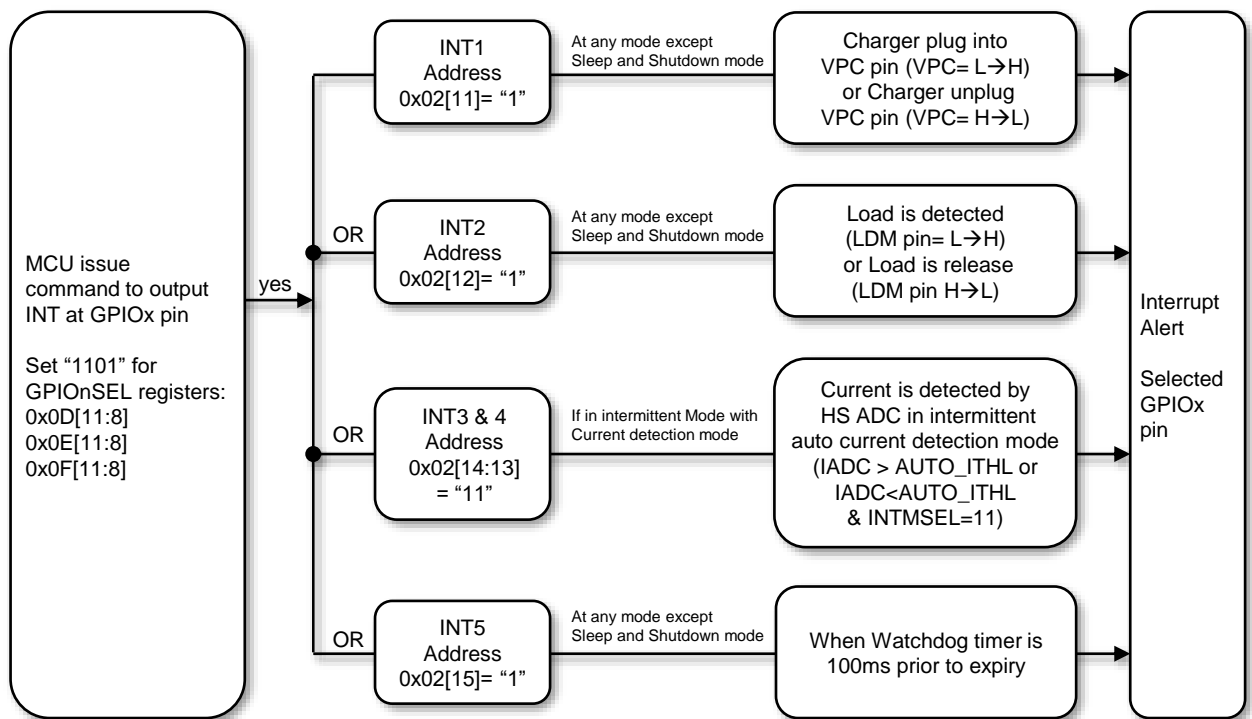 MCU issue
command to output
INT at GPIOx pin
Set “1101” for
GPIOnSEL registers:
0x0D[11:8]
0x0E[11:8]
0x0F[11:8]
yes
INT1
Address
0x02[11]= “1”
At any mode except
Sleep and Shutdown mode
Charger plug into
VPC pin (VPC= L→H)
or Charger unplug
VPC pin (VPC= H→L)
OR
INT2
Address
0x02[12]= “1”
At any mode except
Sleep and Shutdown mode
Load is detected
(LDM pin= L→H)
or Load is release
(LDM pin H→L)
OR
INT3 & 4
Address
0x02[14:13]
= “11”
If in intermittent Mode with
Current detection mode
Current is detected by
HS ADC in intermittent
auto current detection mode
(IADC > AUTO_ITHL or
IADC<AUTO_ITHL
& INTMSEL=11)
OR
INT5
Address
0x02[15]= “1”
At any mode except
Sleep and Shutdown mode
When Watchdog timer is
100ms prior to expiry
Interrupt
Alert
Selected
GPIOx
pin